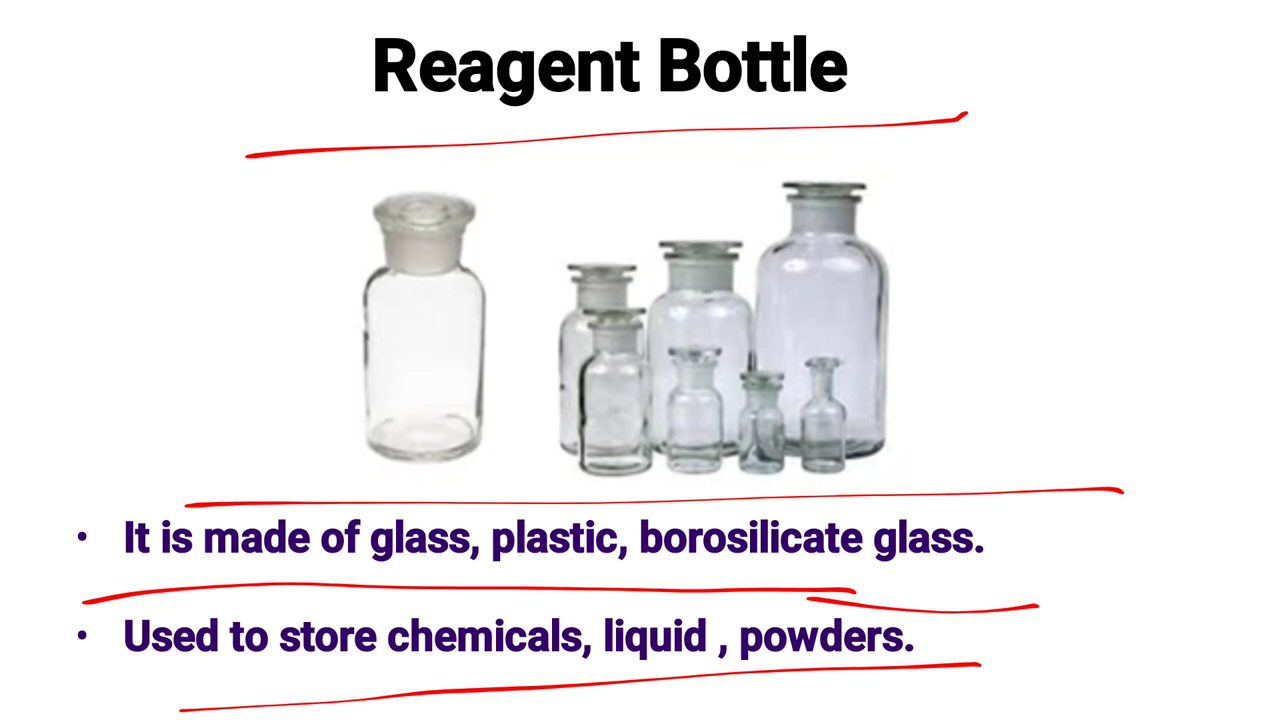 Reagent Bottle
• It is made of glass, plastic, borosilicate glass.
• Used to store chemicals, liquid , powders.